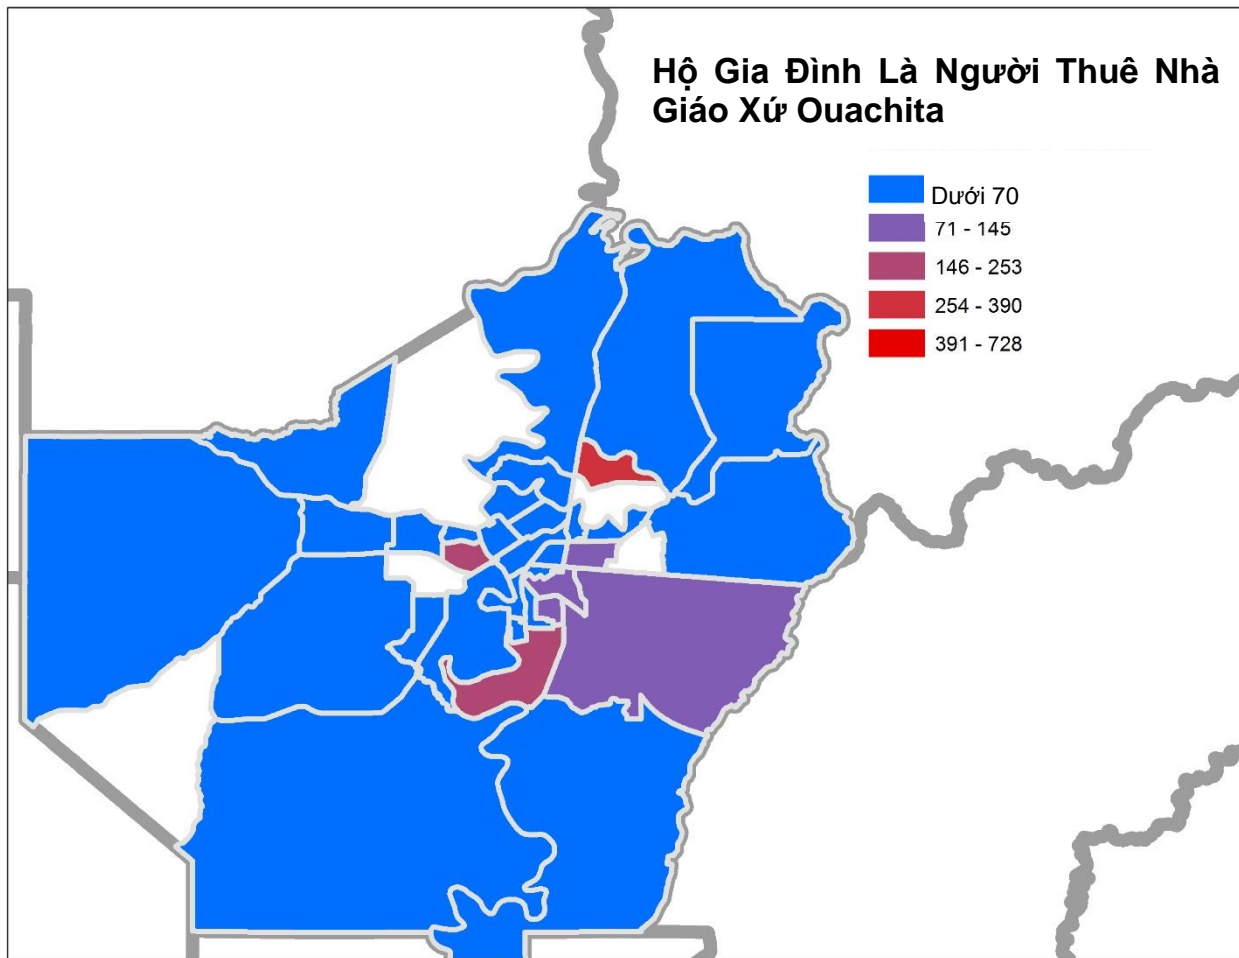 Hộ Gia Đình Là Người Thuê Nhà
Giáo Xứ Ouachita
Dưới 70
71 - 145
146 - 253
254 - 390
391 - 728